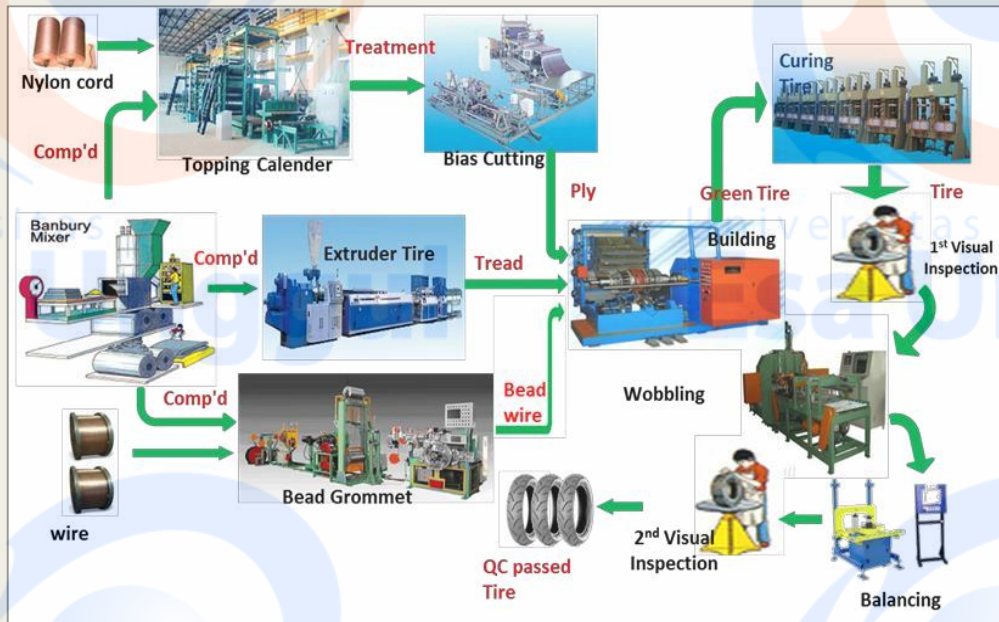 Nylon cord
Comp'd
Topping Calender
Treatment
Bias Cutting
Ply
Banbury
Mixer
Comp'd
Extruder Tire
Tread
Comp'd
wire
Bead Grommet
Bead
wire
Building
Green Tire
Curing
Tire
Tire
1st Visual
Inspection
Wobbling
Balancing
2nd Visual
Inspection
QC passed
Tire